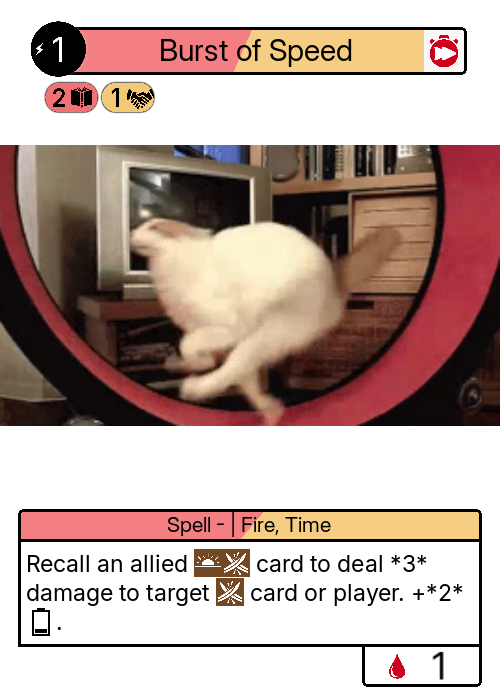 1
Burst of Speed
2 1
Spell - | Fire, Time
Recall an allied card to deal *3*
damage to target card or player. +*2*
.
1